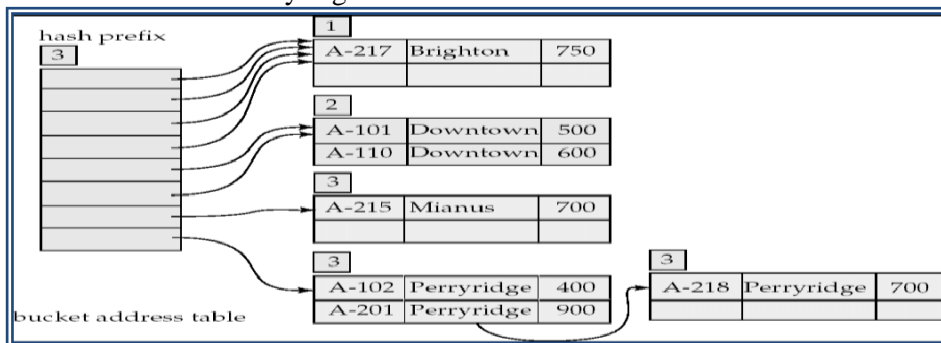 hash prefix
3
1
A-217 Brighton 750
2
A-101 Downtown 500
A-110 Downtown 600
3
A-215 Mianus 700
3
A-102 Perryridge 400
A-201 Perryridge 900
3
A-218 Perryridge 700
bucket address table